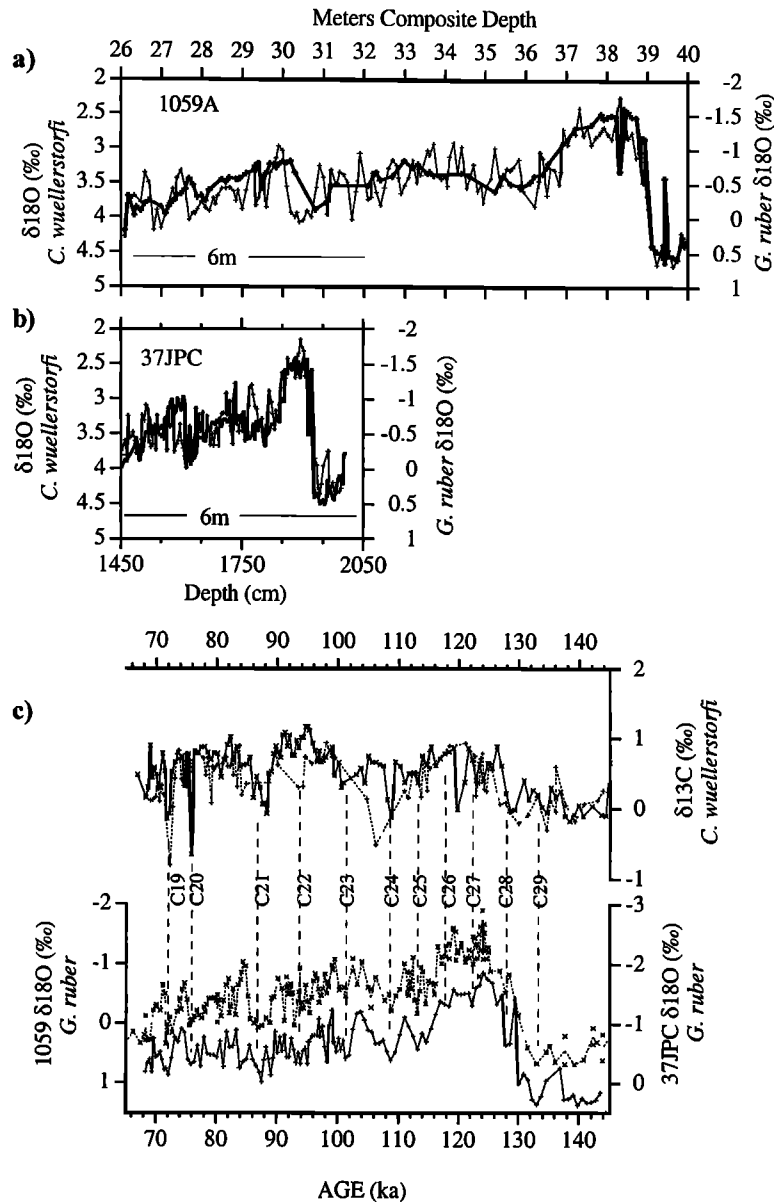 Meters Composite Depth
26 27 28 29 30 31 32 33 34 35 36 37 38 39 40
a)
2
2.5
3
3.5
4
4.5
5
δ18O (‰)
C. wuellerstorfi
1059A
6m
-2
-1.5
-1
-0.5
0
0.5
1
G. ruber δ18O (‰)
b)
2
2.5
3
3.5
4
4.5
5
δ18O (‰)
C. wuellerstorfi
37JPC
6m
-2
-1.5
-1
-0.5
0
0.5
1
G. ruber δ18O (‰)
1450 1750 2050
Depth (cm)
70 80 90 100 110 120 130 140
c)
2
1
0
-1
δ13C (‰)
C. wuellerstorfi
C19 C20 C21 C22 C23 C24 C25 C26 C27 C28 C29
-2
-1
0
1
1059 δ18O (‰)
G. ruber
-3
-2
-1
0
37JPC δ18O (‰)
G. ruber
70 80 90 100 110 120 130 140
AGE (ka)